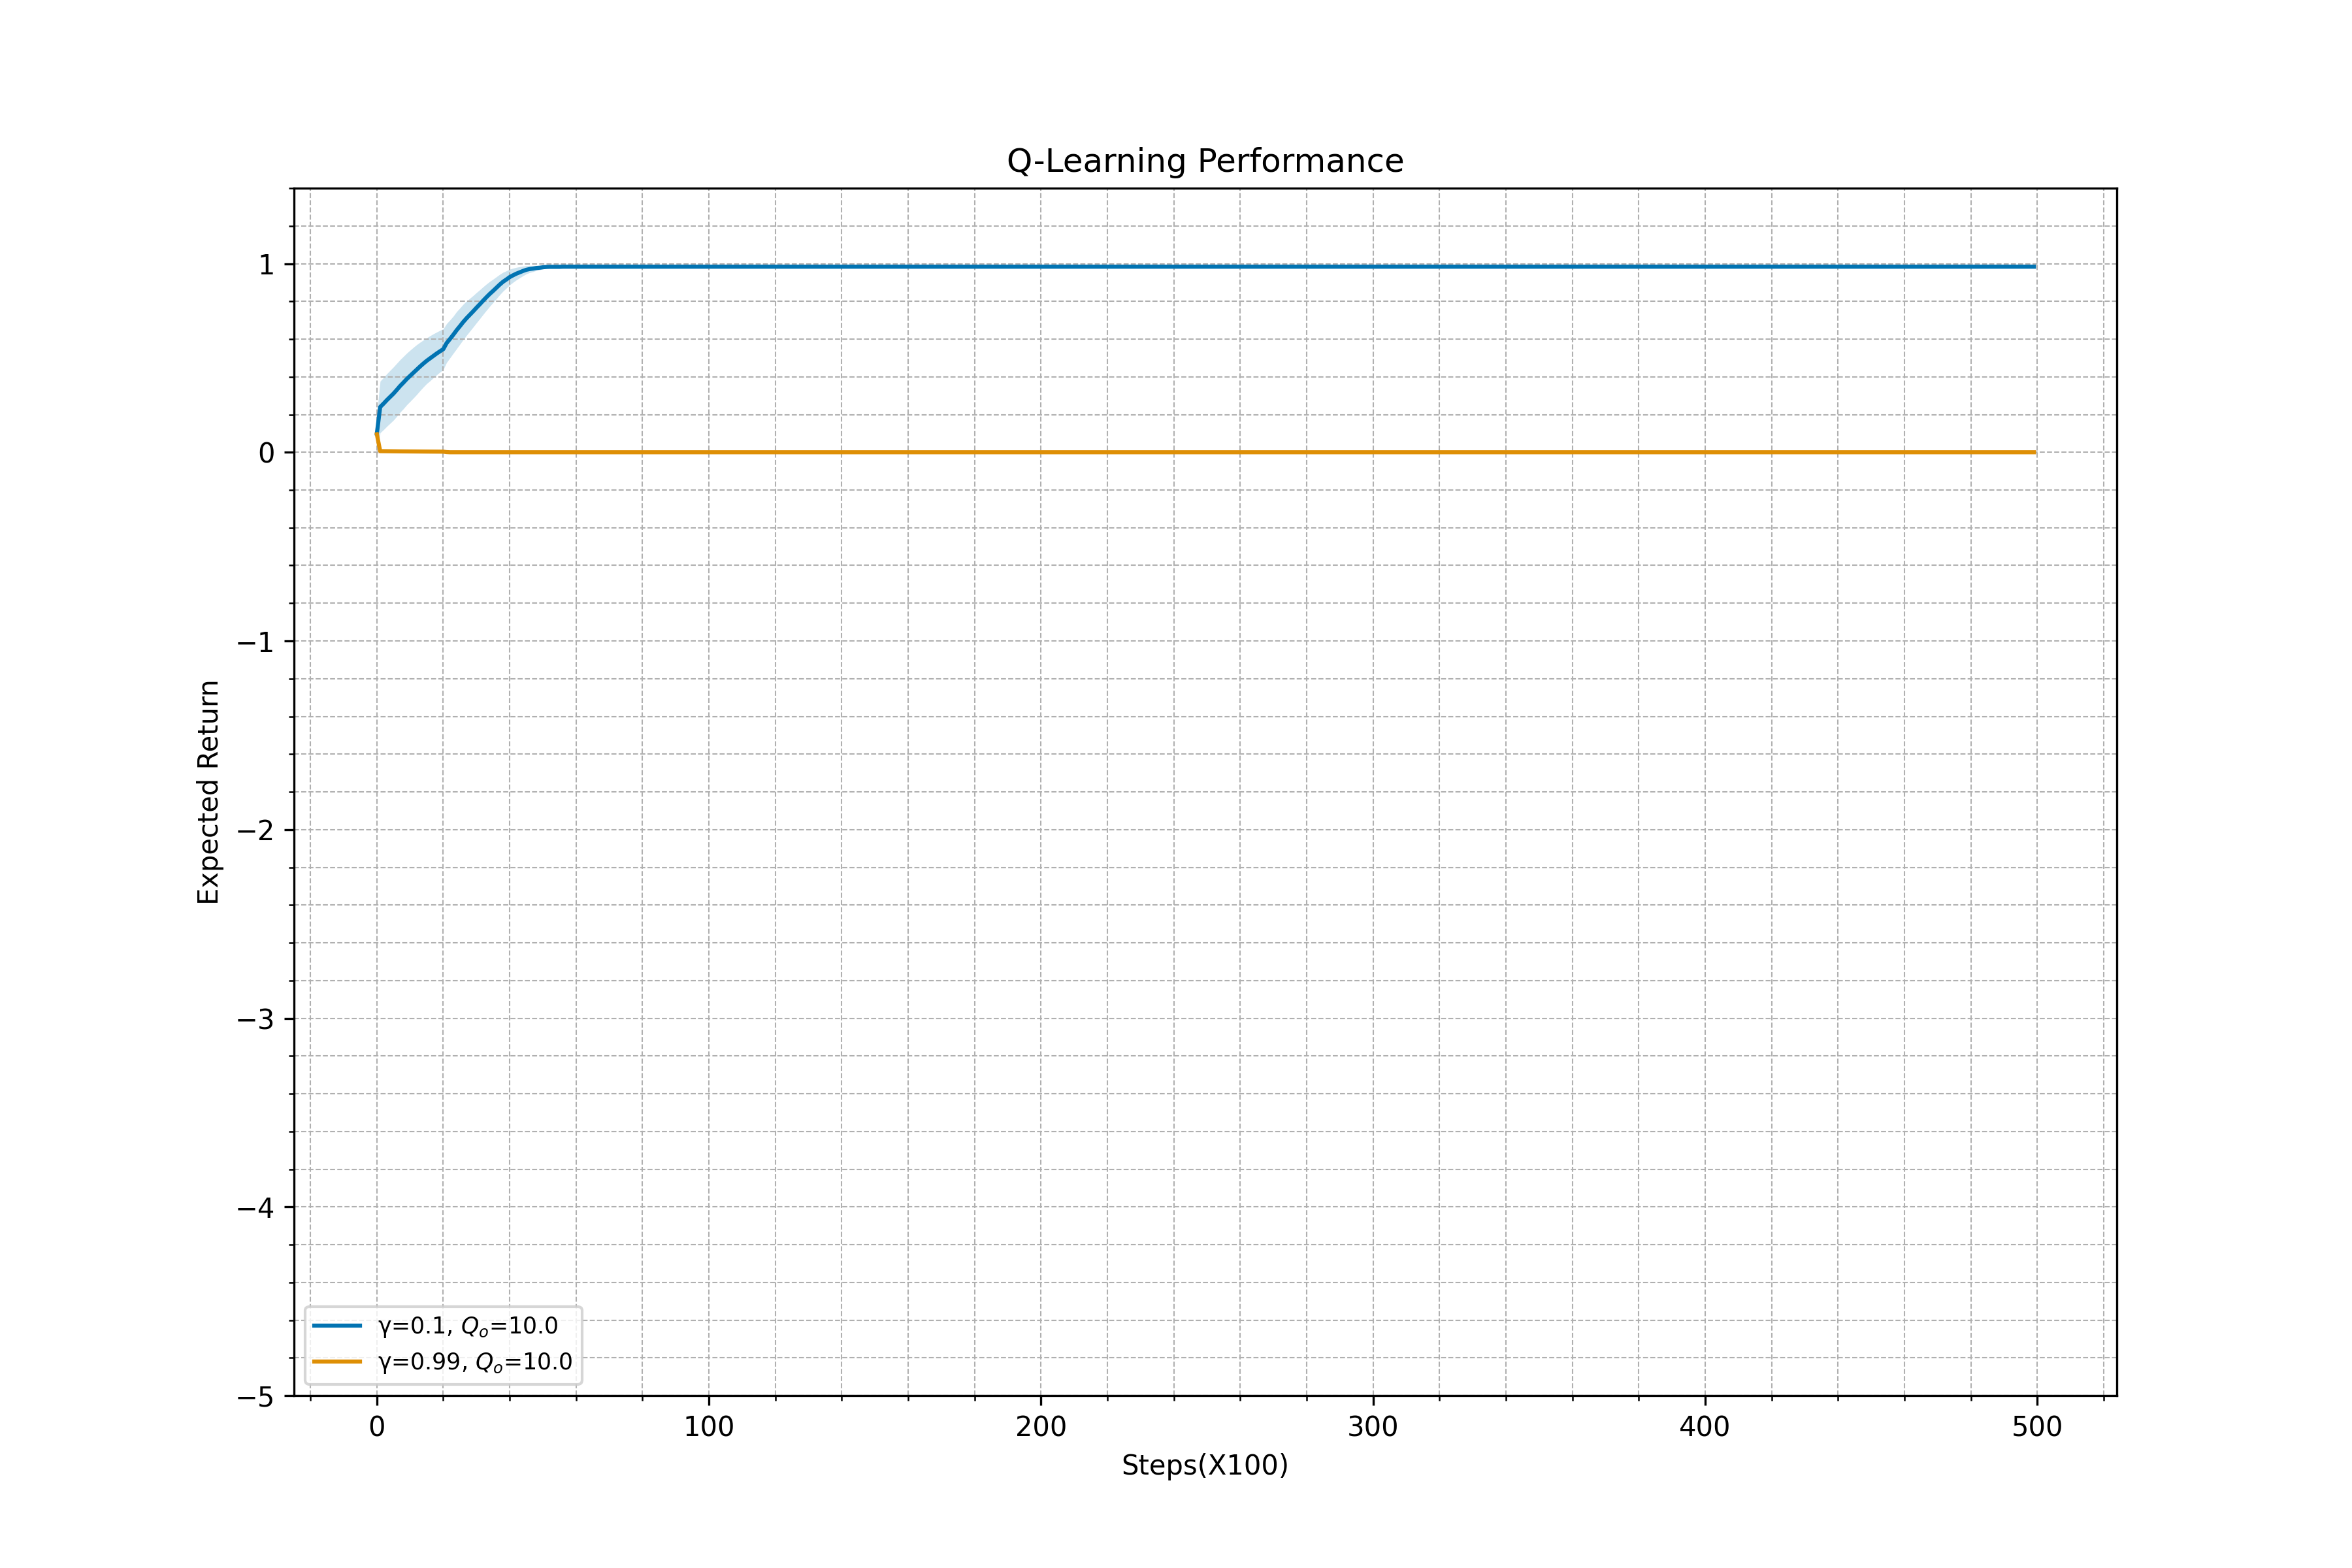 Q-Learning Performance
Expected Return
1
0
−1
−2
−3
−4
−5
γ=0.1, Qₒ=10.0
γ=0.99, Qₒ=10.0
0 100 200 300 400 500
Steps(X100)